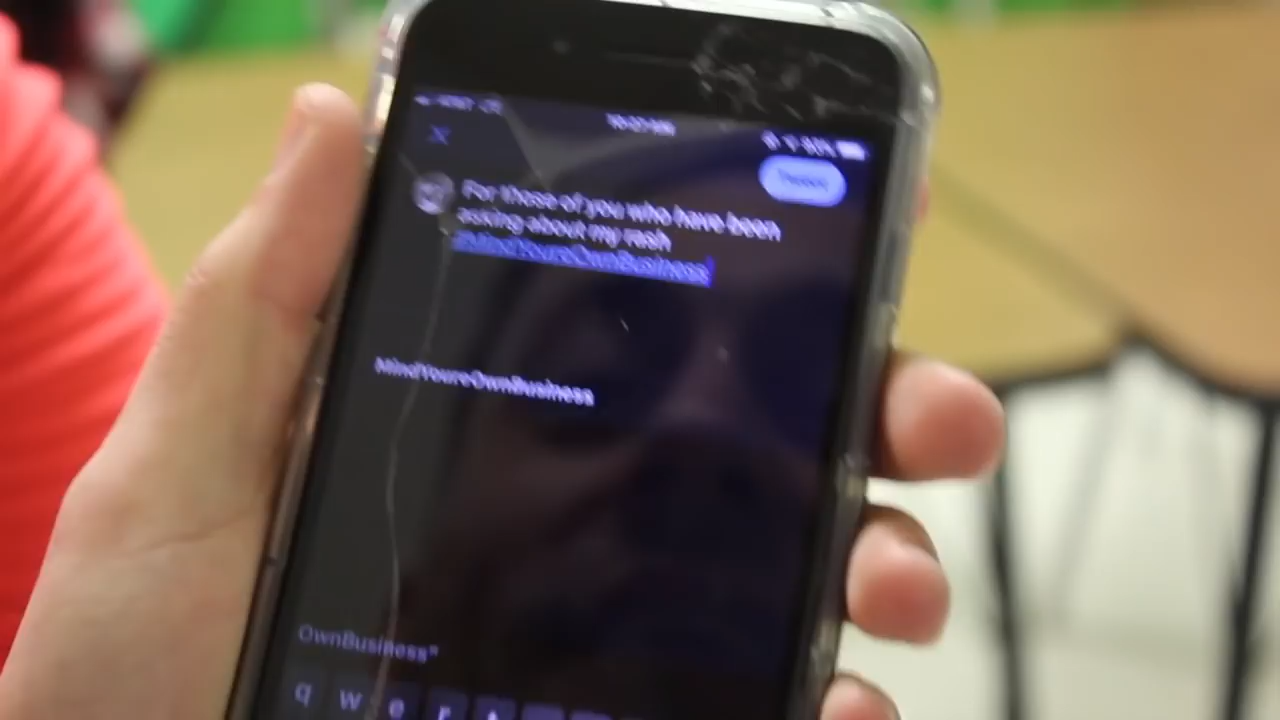 For those of you who have been
asking about my rash
#MindYoureOwnBusiness
MindYoureOwnBusiness
OwnBusiness"
q w e r t